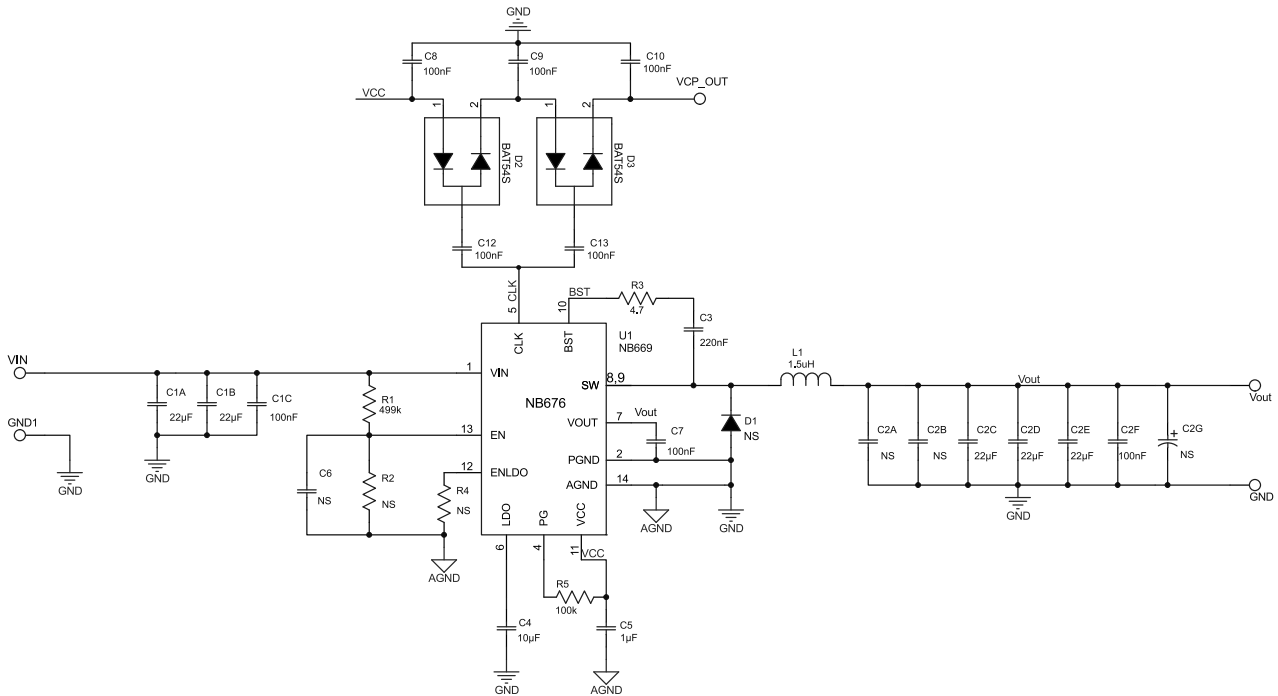 GND
C8
100nF
C9
100nF
C10
100nF
VCC
VCP_OUT
1
2
1
2
D2
BAT54S
D3
BAT54S
C12
100nF
C13
100nF
5 CLK
10
BST
R3
4.7
C3
220nF
CLK
BST
U1
NB669
VIN
1
VIN
SW
8,9
L1
1.5uH
Vout
Vout
C1A
22µF
C1B
22µF
C1C
100nF
R1
499k
NB676
GND1
GND
GND
13
EN
VOUT
7
Vout
C7
100nF
D1
NS
C2A
NS
C2B
NS
C2C
22µF
C2D
22µF
C2E
22µF
C2F
100nF
+
C2G
NS
C6
NS
R2
NS
12
ENLDO
R4
NS
PGND
2
AGND
14
LDO
PG
VCC
AGND
GND
GND
GND
AGND
6
4
11
VCC
R5
100k
C4
10µF
C5
1µF
GND
AGND